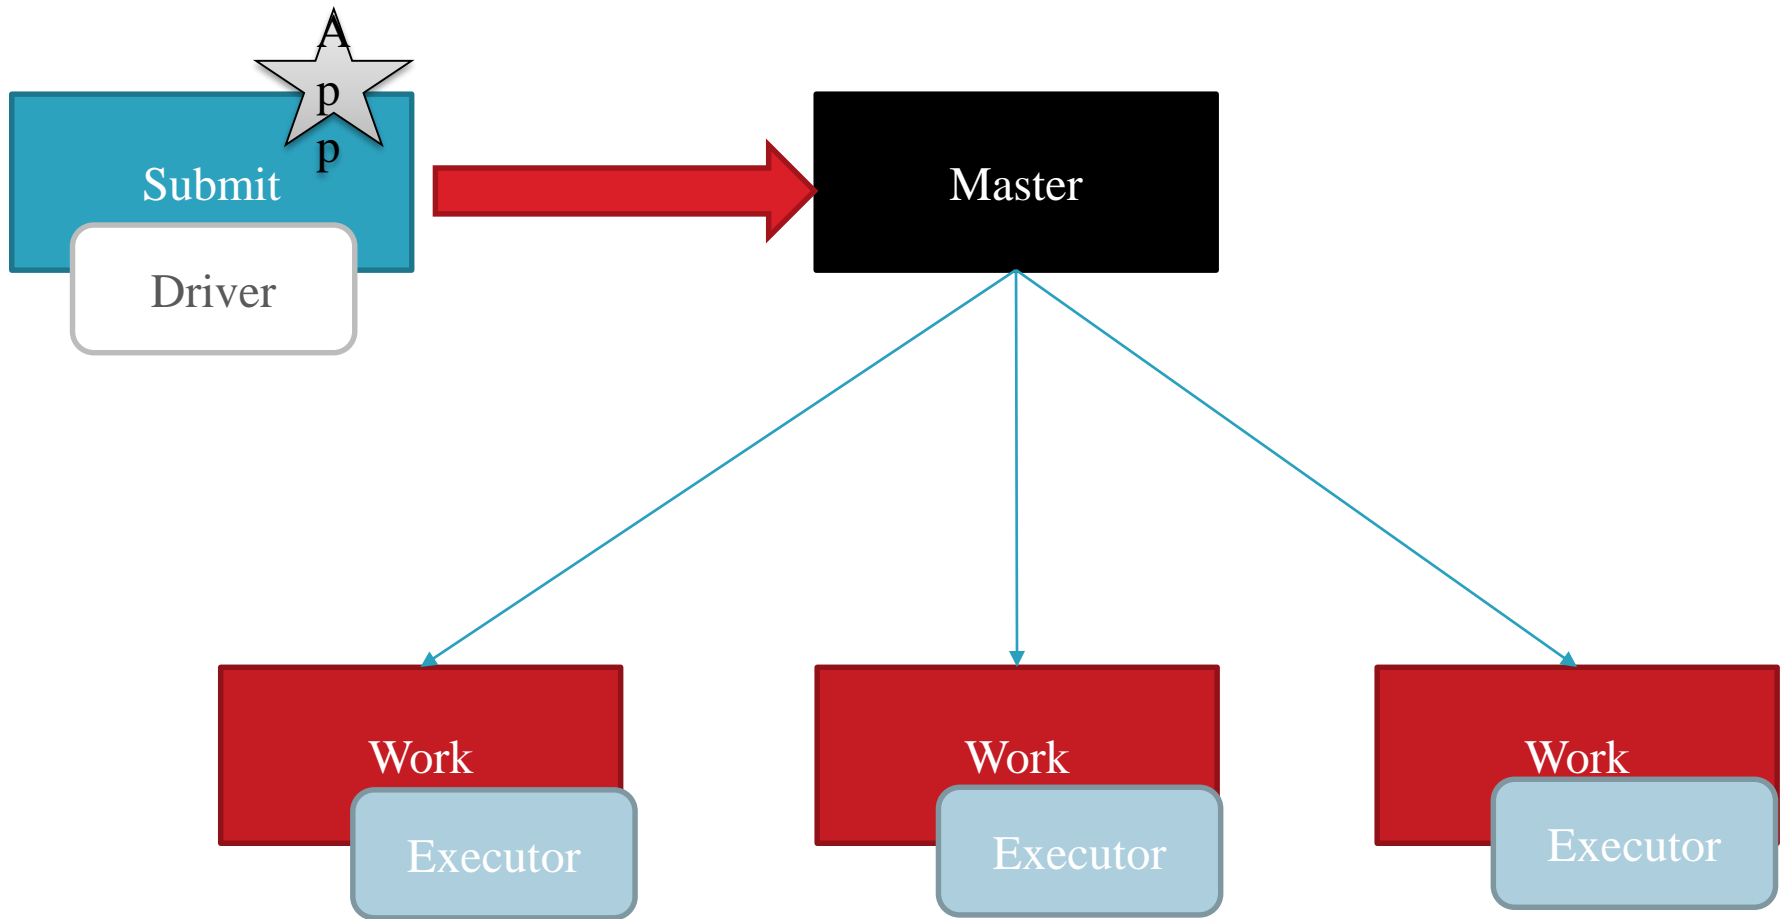 A
p
p
Submit
Driver
Master
Work
Executor
Work
Executor
Work
Executor